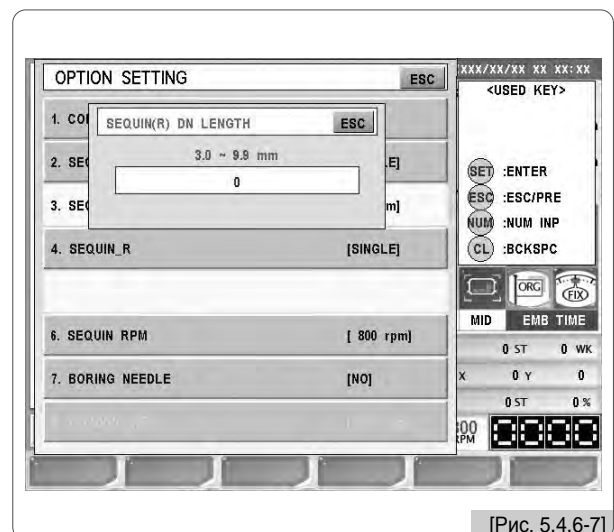 XXX/XX/XX XX XX:XX
OPTION SETTING ESC
<USED KEY>
SEQUIN(R) DN LENGTH ESC
3.0 ~ 9.9 mm
0
1. CO
2. SE .E]
3. SE m]
4. SEQUIN_R [SINGLE]
6. SEQUIN RPM [ 800 rpm]
7. BORING NEEDLE [NO]
SET :ENTER
ESC :ESC/PRE
NUM :NUM INP
CL :BCKSPC
ORG FIX
MID EMB TIME
0 ST 0 WK
X 0 Y 0
0 ST 0 %
:00 RPM 0000
[Рис. 5.4.6-7]